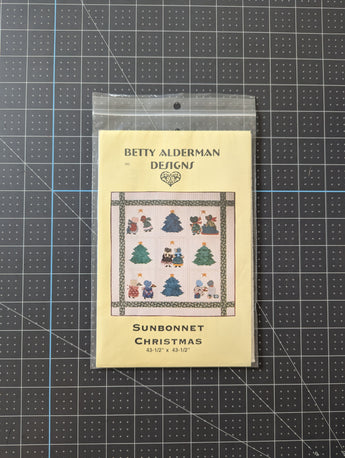 BETTY ALDERMAN
DESIGNS
SUNBONNET
CHRISTMAS
43-1/2" x 43-1/2"